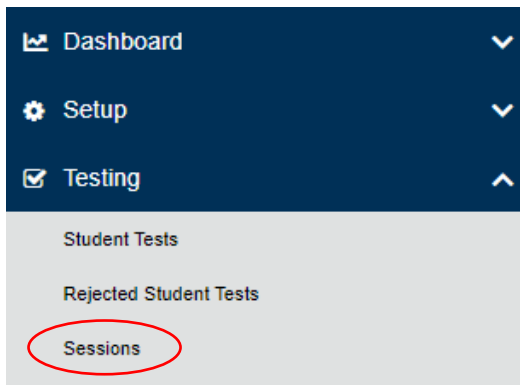 Dashboard
Setup
Testing
Student Tests
Rejected Student Tests
Sessions